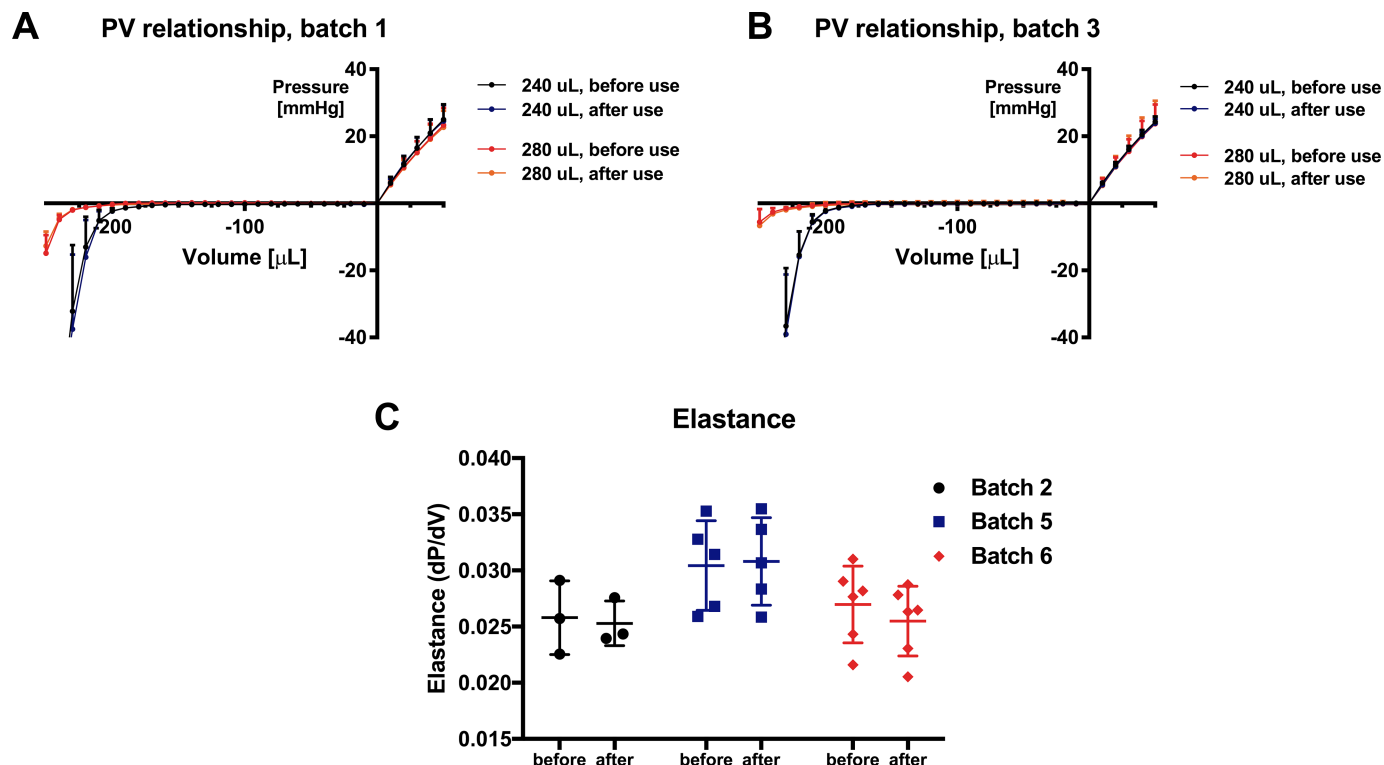 A
PV relationship, batch 1
Pressure
[mmHg]
40
20
-20
-40
-200
-100
Volume [μL]
240 uL, before use
240 uL, after use
280 uL, before use
280 uL, after use
B
PV relationship, batch 3
Pressure
[mmHg]
40
20
-20
-40
-200
-100
Volume [μL]
240 uL, before use
240 uL, after use
280 uL, before use
280 uL, after use
C
Elastance
Elastance (dP/dV)
0.040
0.035
0.030
0.025
0.020
0.015
before after before after before after
Batch 2
Batch 5
Batch 6